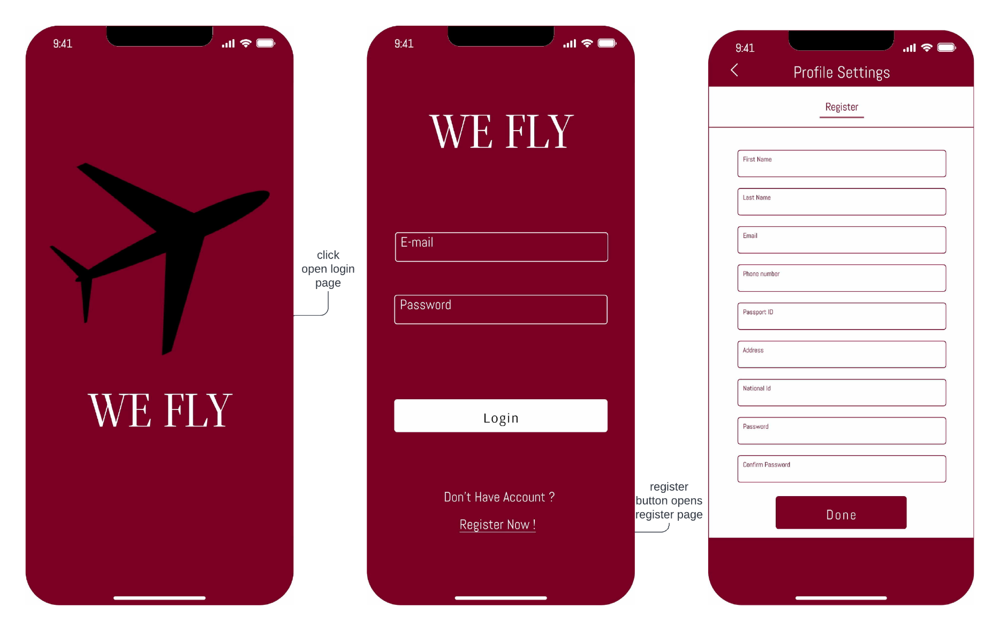 9:41
WE FLY
click
open login
page
9:41
WE FLY
E-mail
Password
Login
Don't Have Account ?
Register Now !
register
button opens
register page
9:41
Profile Settings
Register
First Name
Last Name
Email
Phone number
Passport ID
Address
National Id
Password
Confirm Password
Done